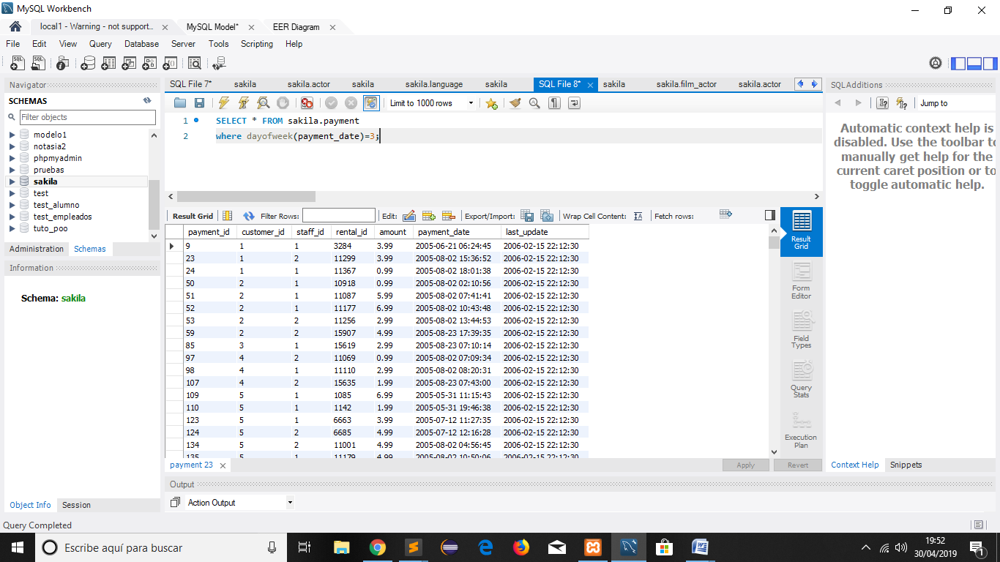 MySQL Workbench
local1 - Warning - not support... MySQL Model* EER Diagram
File Edit View Query Database Server Tools Scripting Help
Navigator
SCHEMAS
Filter objects
modelo1
notasia2
phpmyadmin
pruebas
sakila
test
test_alumno
test_empleados
tuto_poo
Administration Schemas
Information
Schema: sakila
Object Info Session
SQL File 7* sakila sakila.actor sakila sakila.language sakila SQL File 8* sakila sakila.film_actor sakila.actor
Limit to 1000 rows
1 SELECT * FROM sakila.payment
2 where dayofweek(payment_date)=3;
Result Grid Filter Rows: Edit: Export/Import: Wrap Cell Content: Fetch rows:
payment_id customer_id staff_id rental_id amount payment_date last_update
9 1 1 3284 3.99 2005-06-21 06:24:45 2006-02-15 22:12:30
23 1 2 11299 3.99 2005-08-02 15:36:52 2006-02-15 22:12:30
24 1 1 11367 0.99 2005-08-02 18:01:38 2006-02-15 22:12:30
50 2 1 10918 0.99 2005-08-02 02:10:56 2006-02-15 22:12:30
51 2 1 11087 5.99 2005-08-02 07:41:41 2006-02-15 22:12:30
52 2 1 11177 6.99 2005-08-02 10:43:48 2006-02-15 22:12:30
53 2 2 11256 2.99 2005-08-02 13:44:53 2006-02-15 22:12:30
59 2 2 15907 4.99 2005-08-23 17:39:35 2006-02-15 22:12:30
85 3 1 15619 2.99 2005-08-23 07:10:14 2006-02-15 22:12:30
97 4 2 11069 0.99 2005-08-02 07:09:34 2006-02-15 22:12:30
98 4 1 11110 2.99 2005-08-02 08:20:31 2006-02-15 22:12:30
107 4 2 15635 1.99 2005-08-23 07:43:00 2006-02-15 22:12:30
109 5 1 1085 6.99 2005-05-31 11:15:43 2006-02-15 22:12:30
110 5 1 1142 1.99 2005-05-31 19:46:38 2006-02-15 22:12:30
123 5 1 6663 3.99 2005-07-12 11:27:35 2006-02-15 22:12:30
124 5 2 6685 4.99 2005-07-12 12:16:28 2006-02-15 22:12:30
134 5 2 11001 4.99 2005-08-02 04:56:45 2006-02-15 22:12:30
135 5 1 11179 4.99 2005-08-02 10:50:06 2006-02-15 22:12:30
Result
Grid
Form
Editor
Field
Types
Query
Stats
Execution
Plan
payment 23 Apply Revert
Output
Action Output
SQLAdditions
Jump to
Automatic context help is
disabled. Use the toolbar to
manually get help for the
current caret position or to
toggle automatic help.
Context Help Snippets
Query Completed
Escribe aquí para buscar
19:52
30/04/2019
1